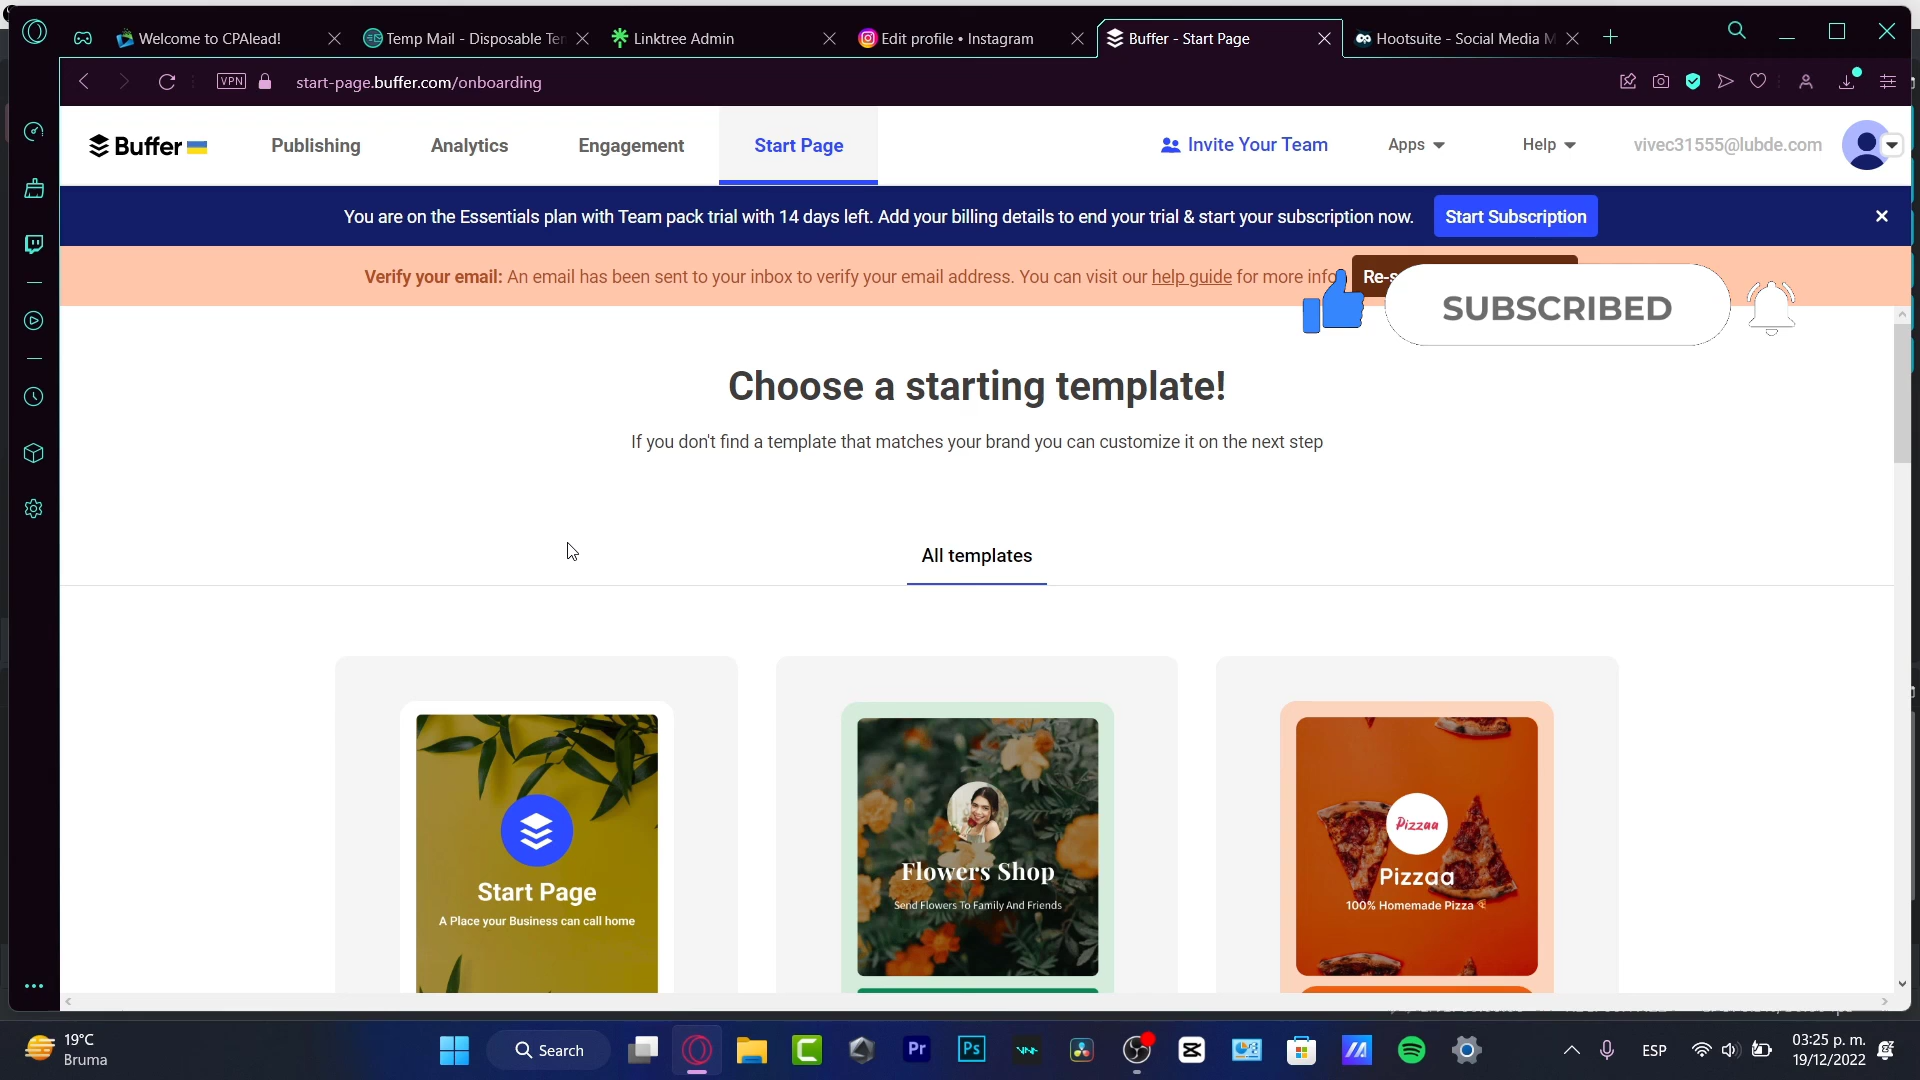 Welcome to CPAlead!
Temp Mail - Disposable Ter
Linktree Admin
Edit profile • Instagram
Buffer - Start Page
Hootsuite - Social Media M
VPN
start-page.buffer.com/onboarding
Buffer
Publishing
Analytics
Engagement
Start Page
Invite Your Team
Apps
Help
vivec31555@lubde.com
You are on the Essentials plan with Team pack trial with 14 days left. Add your billing details to end your trial & start your subscription now.
Start Subscription
Verify your email: An email has been sent to your inbox to verify your email address. You can visit our help guide for more info
Re-s
SUBSCRIBED
Choose a starting template!
If you don't find a template that matches your brand you can customize it on the next step
All templates
Start Page
A Place your Business can call home
Flowers Shop
Send Flowers To Family And Friends
Pizzaa
Pizzaa
100% Homemade Pizza
19°C
Bruma
Search
Pr
Ps
ESP
03:25 p. m.
19/12/2022